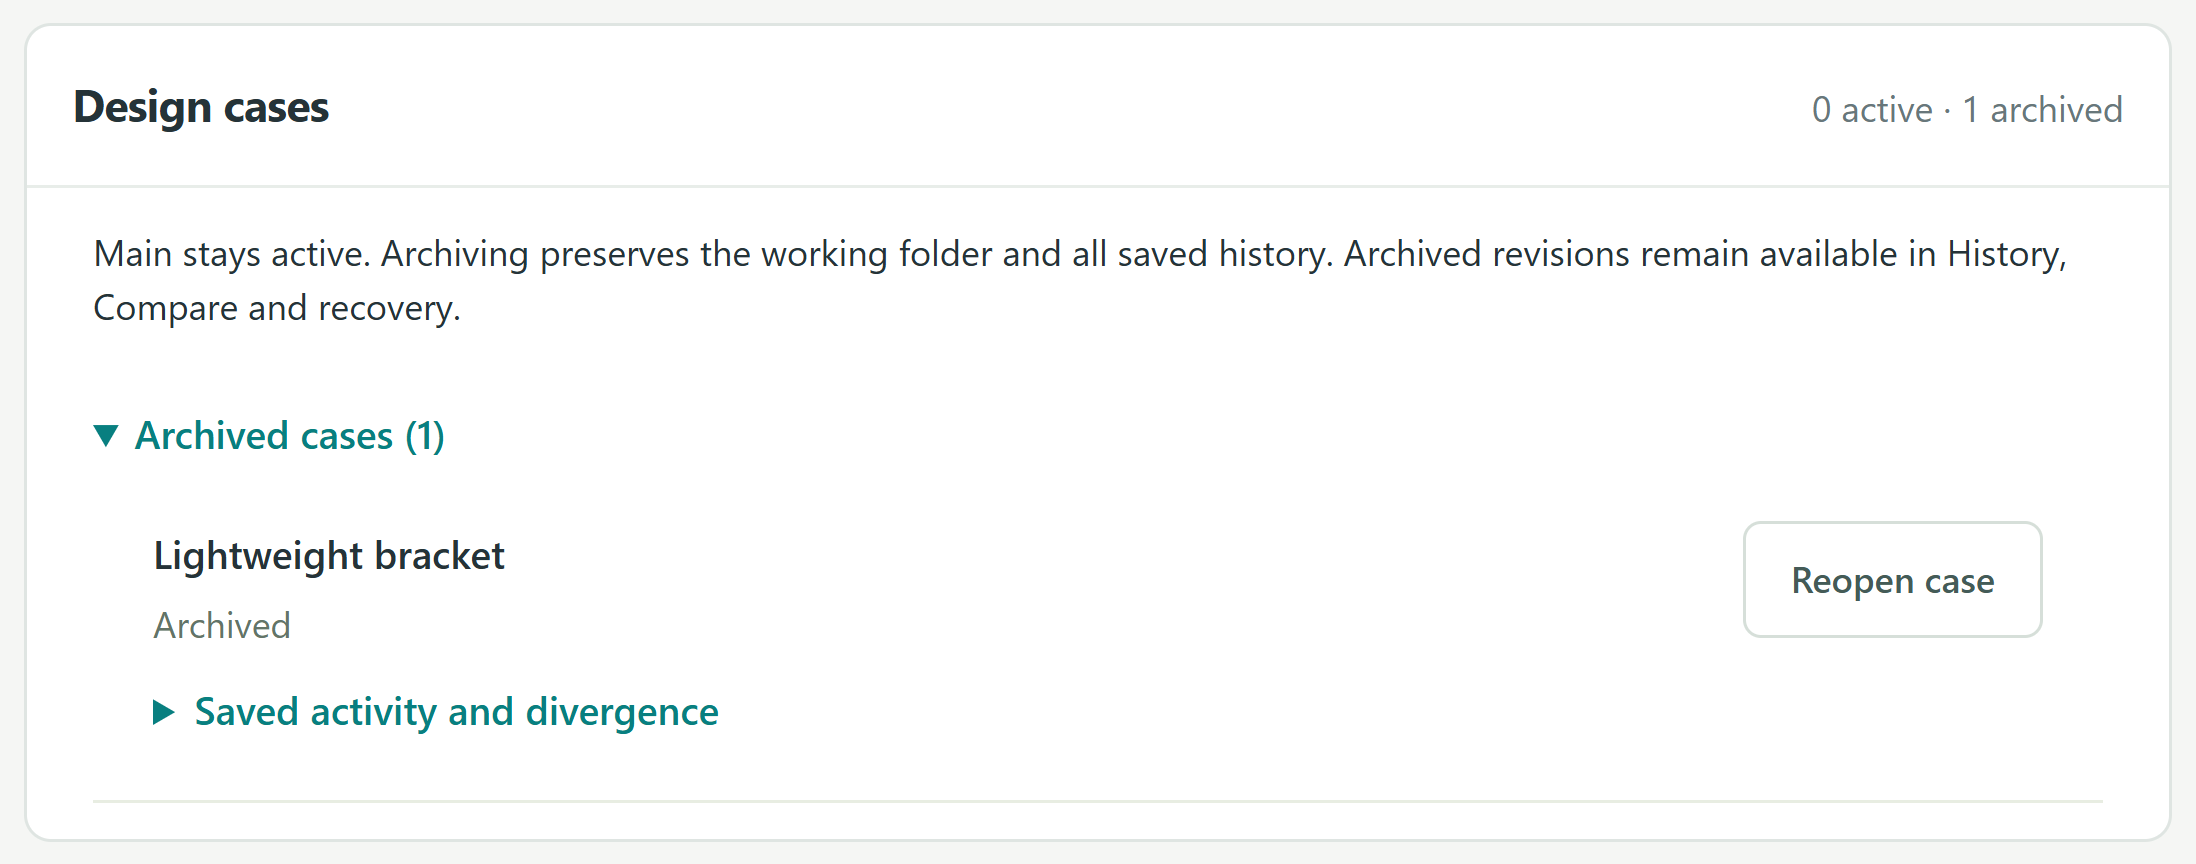 Design cases
0 active · 1 archived
Main stays active. Archiving preserves the working folder and all saved history. Archived revisions remain available in History,
Compare and recovery.
Archived cases (1)
Lightweight bracket
Reopen case
Archived
Saved activity and divergence